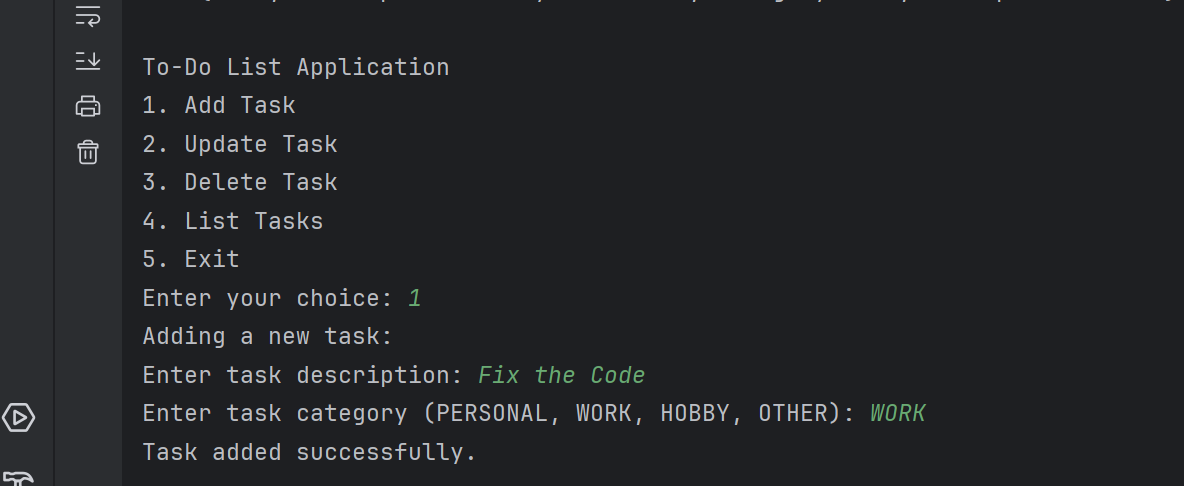 To-Do List Application
1. Add Task
2. Update Task
3. Delete Task
4. List Tasks
5. Exit
Enter your choice: 1
Adding a new task:
Enter task description: Fix the Code
Enter task category (PERSONAL, WORK, HOBBY, OTHER): WORK
Task added successfully.